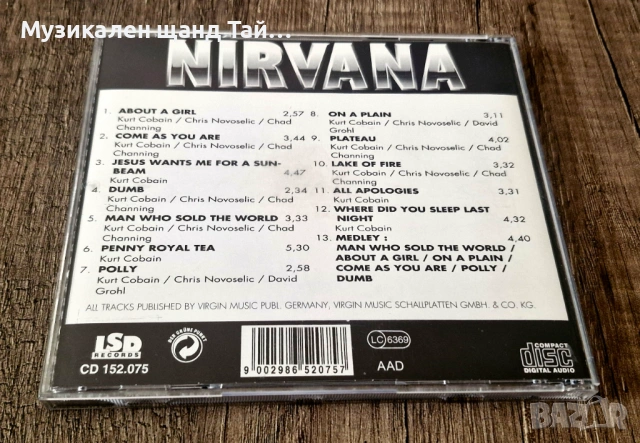 Музикален щанд Тай...
NIRVANA
1. ABOUT A GIRL 2,57
Kurt Cobain / Chris Novoselic / Chad
Channing
2. COME AS YOU ARE 3,44
Kurt Cobain / Chris Novoselic / Chad
Channing
3. JESUS WANTS ME FOR A SUN-
BEAM 4,47
Kurt Cobain
4. DUMB 2,34
Kurt Cobain / Chris Novoselic / Chad
Channing
5. MAN WHO SOLD THE WORLD 3,33
Kurt Cobain / Chris Novoselic / Chad
Channing
6. PENNY ROYAL TEA 5,30
Kurt Cobain / Chris Novoselic / Chad
Channing
7. POLLY 2,58
Kurt Cobain / Chris Novoselic / David
Grohl
8. ON A PLAIN 3,11
Kurt Cobain / Chris Novoselic / David
Grohl
9. PLATEAU 4,02
Kurt Cobain / Chris Novoselic / Chad
Channing
10. LAKE OF FIRE 3,32
Kurt Cobain / Chris Novoselic / Chad
Channing
11. ALL APOLOGIES 3,31
Kurt Cobain
12. WHERE DID YOU SLEEP LAST
NIGHT 4,32
Kurt Cobain
13. MEDLEY : 4,40
MAN WHO SOLD THE WORLD /
ABOUT A GIRL / ON A PLAIN /
COME AS YOU ARE / POLLY /
DUMB
ALL TRACKS PUBLISHED BY VIRGIN MUSIC PUBL. GERMANY, VIRGIN MUSIC SCHALLPLATTEN GMBH. & CO. KG.
LSD
RECORDS
CD 152.075
DER GRÜNE PUNKT
9 002986 520757
LC 6369
AAD
COMPACT
disc
DIGITAL AUDIO
BAZAR